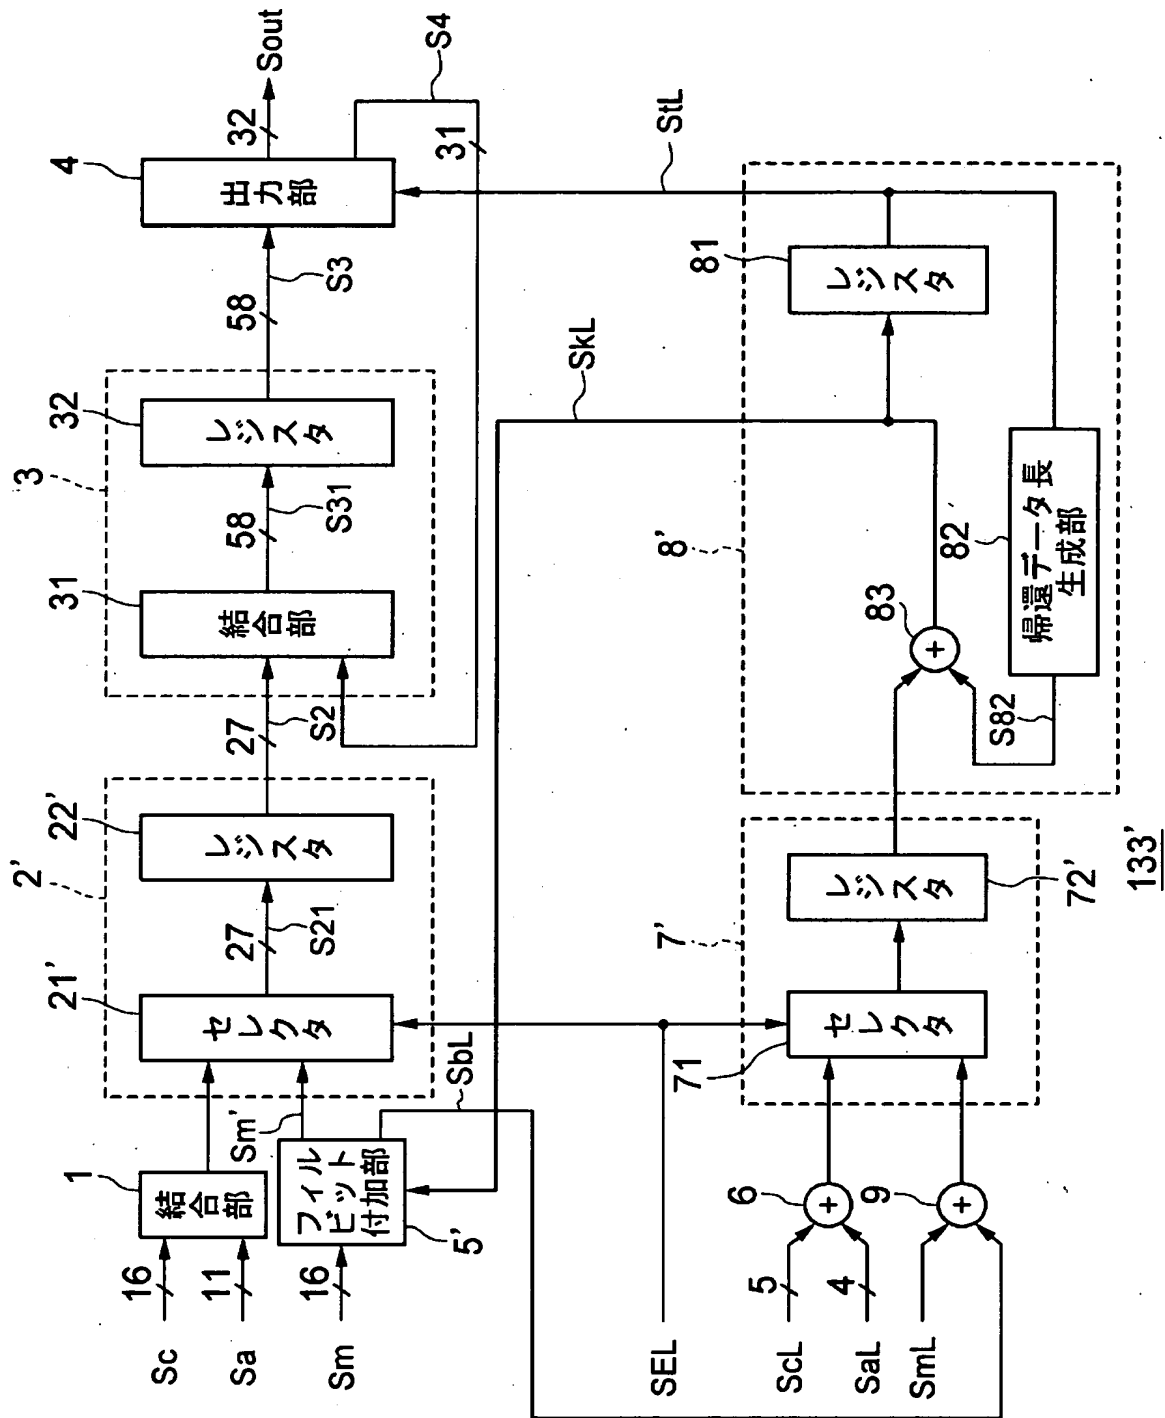 Sc
16
Sa
11
1
結合部
Sm
16
フィル
ビット
付加部
5'
Sm'
SbL
2'
21'
セレクタ
27
S21
22'
レジスタ
27
S2
3
31
結合部
58
S31
32
レジスタ
58
S3
4
出力部
32
Sout
S4
31
StL
SkL
SEL
ScL
5
SaL
4
SmL
6
+
9
+
7'
71
セレクタ
レジスタ
72'
8'
83
+
S82
82
帰還データ長
生成部
81
レジスタ
133'